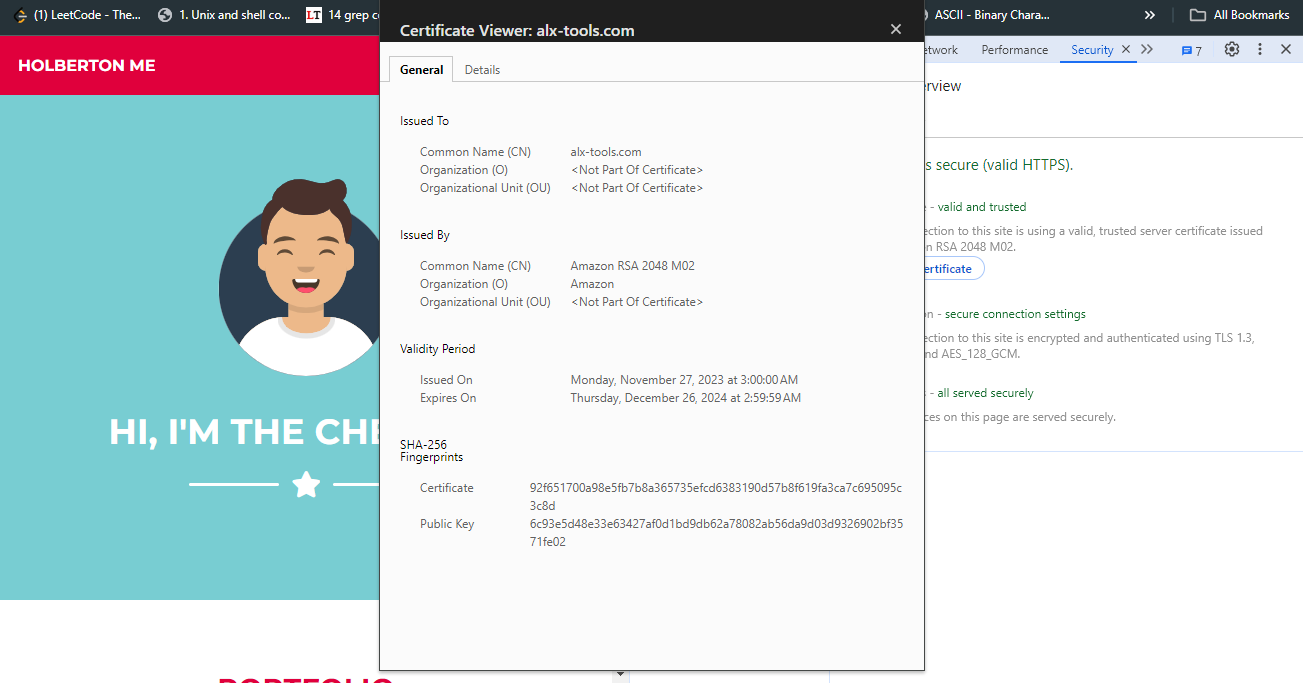 (1) LeetCode - The...
1. Unix and shell co...
LT
14 grep c
ASCII - Binary Chara...
All Bookmarks
HOLBERTON ME
HI, I'M THE CHE
PORTFOLIO
Certificate Viewer: alx-tools.com
General
Details
Issued To
Common Name (CN) alx-tools.com
Organization (O) <Not Part Of Certificate>
Organizational Unit (OU) <Not Part Of Certificate>
Issued By
Common Name (CN) Amazon RSA 2048 M02
Organization (O) Amazon
Organizational Unit (OU) <Not Part Of Certificate>
Validity Period
Issued On Monday, November 27, 2023 at 3:00:00 AM
Expires On Thursday, December 26, 2024 at 2:59:59 AM
SHA-256
Fingerprints
Certificate 92f651700a98e5fb7b8a365735efcd6383190d57b8f619fa3ca7c695095c
3c8d
Public Key 6c93e5d48e33e63427af0d1bd9db62a78082ab56da9d03d9326902bf35
71fe02
etwork
Performance
Security
7
rview
s secure (valid HTTPS).
- valid and trusted
ection to this site is using a valid, trusted server certificate issued
n RSA 2048 M02.
ertificate
on - secure connection settings
ection to this site is encrypted and authenticated using TLS 1.3,
nd AES_128_GCM.
s - all served securely
ces on this page are served securely.